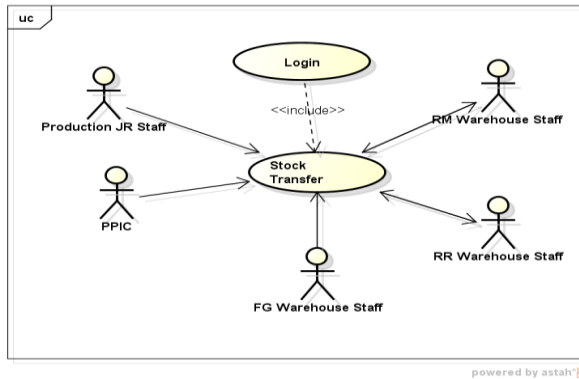 uc
Login
<<include>>
Production JR Staff
RM Warehouse Staff
Stock
Transfer
PPIC
RR Warehouse Staff
FG Warehouse Staff
powered by astah*